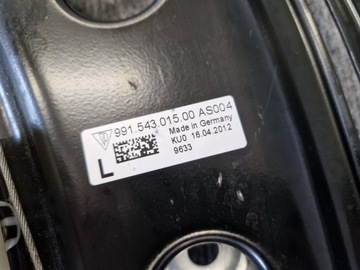 991.543.015.00 AS004
Made in Germany
KU0 16.04.2012
9633
L